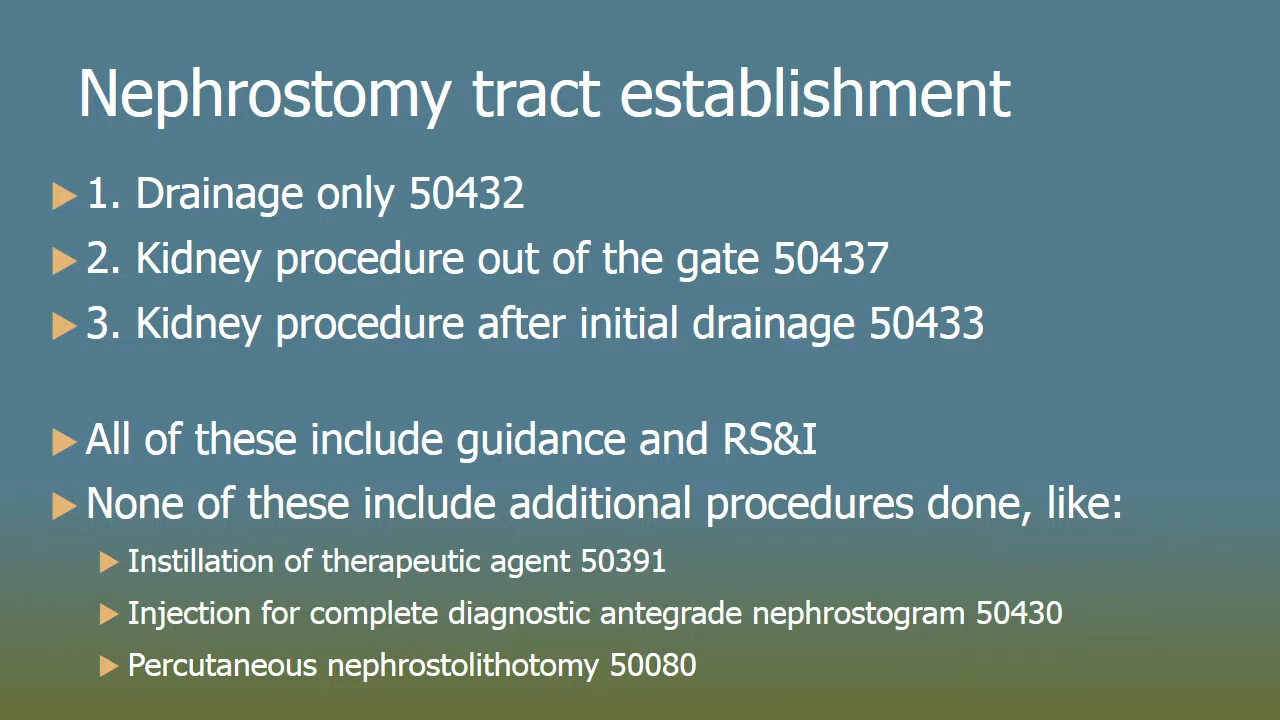 Nephrostomy tract establishment
1. Drainage only 50432
2. Kidney procedure out of the gate 50437
3. Kidney procedure after initial drainage 50433
All of these include guidance and RS&I
None of these include additional procedures done, like:
Instillation of therapeutic agent 50391
Injection for complete diagnostic antegrade nephrostogram 50430
Percutaneous nephrostolithotomy 50080